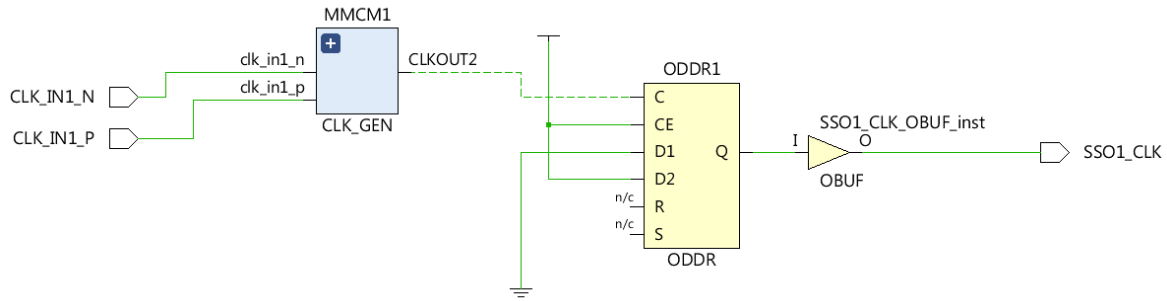 MMCM1
clk_in1_n
CLKOUT2
CLK_IN1_N
clk_in1_p
CLK_IN1_P
CLK_GEN
ODDR1
C
CE
D1
Q
D2
n/c
R
n/c
S
ODDR
SSO1_CLK_OBUF_inst
I
O
OBUF
SSO1_CLK